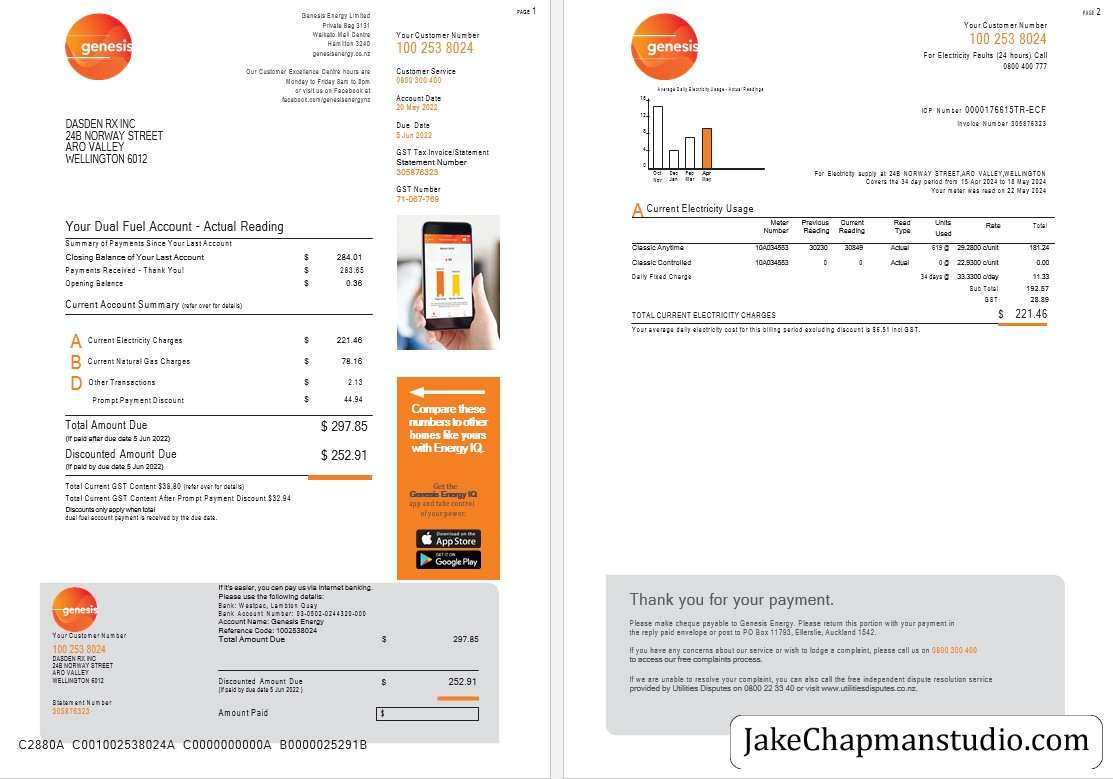 PAGE 1
genesis
Genesis Energy Limited
Private Bag 3131
Waikato Mail Centre
Hamilton 3240
genesisenergy.co.nz
Our Customer Excellence Centre hours are
Monday to Friday 8am to 8pm
or visit us on Facebook at
facebook.com/genesisenergynz
Your Customer Number
100 253 8024
Customer Service
0800 300 400
Account Date
20 May 2022
Due Date
5 Jun 2022
GST Tax Invoice/Statement
Statement Number
305876323
GST Number
71-067-769
DASDEN RX INC
24B NORWAY STREET
ARO VALLEY
WELLINGTON 6012
Your Dual Fuel Account - Actual Reading
Summary of Payments Since Your Last Account
Closing Balance of Your Last Account $ 284.01
Payments Received - Thank You! $ 283.65
Opening Balance $ 0.36
Current Account Summary (refer over for details)
A Current Electricity Charges $ 221.46
B Current Natural Gas Charges $ 78.16
D Other Transactions $ 2.13
Prompt Payment Discount $ 44.94
Total Amount Due $ 297.85
(If paid after due date 5 Jun 2022)
Discounted Amount Due $ 252.91
(If paid by due date 5 Jun 2022)
Total Current GST Content $38.80 (refer over for details)
Total Current GST Content After Prompt Payment Discount $32.94
Discounts only apply when total
dual fuel account payment is received by the due date.
Compare these
numbers to other
homes like yours
with Energy IQ.
Get the
Genesis Energy IQ
app and take control
of your power.
Download on the
App Store
GET IT ON
Google Play
genesis
Your Customer Number
100 253 8024
DASDEN RX INC
24B NORWAY STREET
ARO VALLEY
WELLINGTON 6012
Statement Number
305876323
If it's easier, you can pay us via Internet banking.
Please use the following details:
Bank: Westpac, Lambton Quay
Bank Account Number: 03-0502-0244320-000
Account Name: Genesis Energy
Reference Code: 1002538024
Total Amount Due $ 297.85
Discounted Amount Due $ 252.91
(If paid by due date 5 Jun 2022 )
Amount Paid $
C2880A C001002538024A C0000000000A B0000025291B
PAGE 2
genesis
Your Customer Number
100 253 8024
For Electricity Faults (24 hours) Call
0800 400 777
Average Daily Electricity Usage - Actual Readings
16
12
8
4
0
Oct Dec Feb Apr
Nov Jan Mar May
ICP Number 0000176615TR-ECF
Invoice Number 305876323
For Electricity supply at 24B NORWAY STREET,ARO VALLEY,WELLINGTON
Covers the 34 day period from 15 Apr 2024 to 18 May 2024
Your meter was read on 22 May 2024
A Current Electricity Usage
Meter Number Previous Reading Current Reading Read Type Units Used Rate Total
Classic Anytime 10A034553 30230 30849 Actual 619 @ 29.2800 c/unit 181.24
Classic Controlled 10A034553 0 0 Actual 0 @ 22.9300 c/unit 0.00
Daily Fixed Charge 34 days @ 33.3300 c/day 11.33
Sub Total 192.57
GST 28.89
TOTAL CURRENT ELECTRICITY CHARGES $ 221.46
Your average daily electricity cost for this billing period excluding discount is $6.51 incl GST.
Thank you for your payment.
Please make cheque payable to Genesis Energy. Please return this portion with your payment in
the reply paid envelope or post to PO Box 11793, Ellerslie, Auckland 1542.
If you have any concerns about our service or wish to lodge a complaint, please call us on 0800 300 400
to access our free complaints process.
If we are unable to resolve your complaint, you can also call the free independent dispute resolution service
provided by Utilities Disputes on 0800 22 33 40 or visit www.utilitiesdisputes.co.nz.
JakeChapmanstudio.com